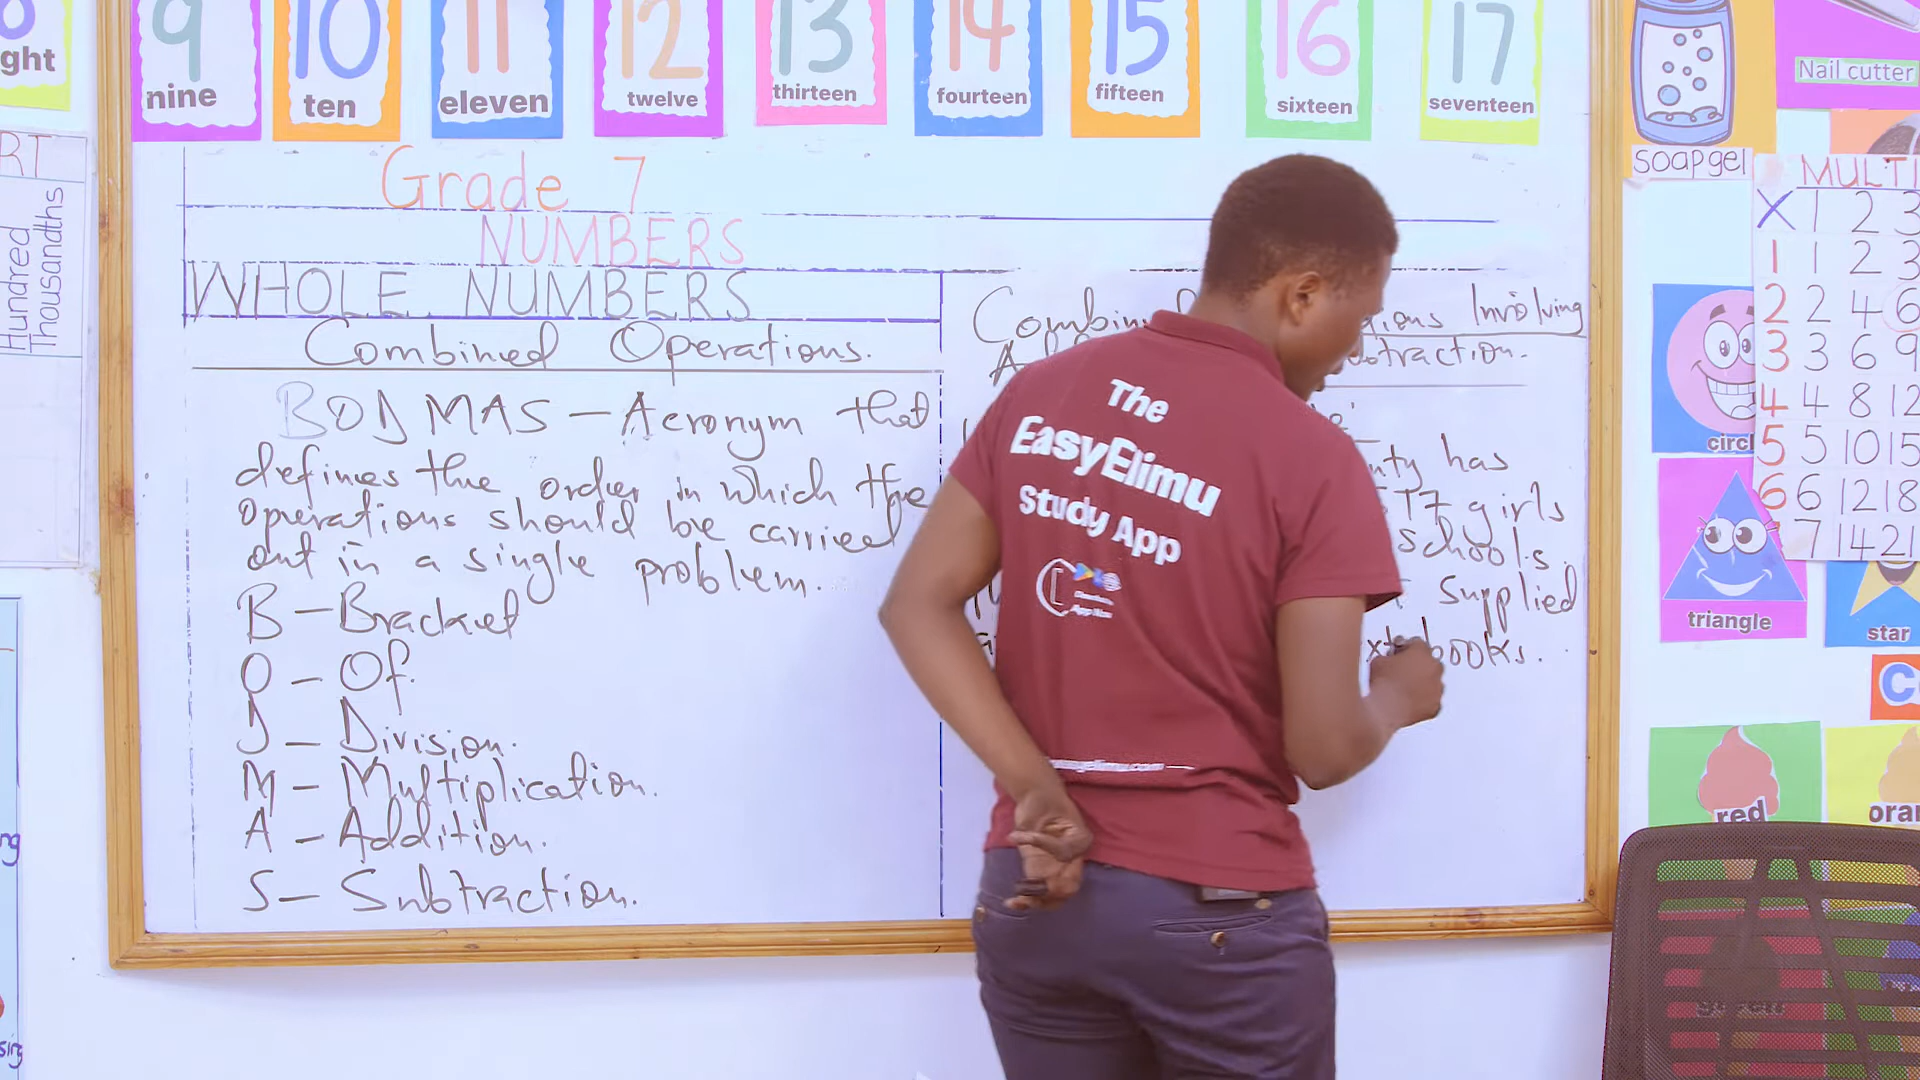 ght
9
nine
10
ten
11
eleven
12
twelve
13
thirteen
14
fourteen
15
fifteen
16
sixteen
17
seventeen
Nail cutter
soapgel
RT
Hundred
Thousandths
Grade 7
NUMBERS
WHOLE NUMBERS
Combined Operations.
BODMAS - Acronym that
defines the order in which the
operations should be carried
out in a single problem.
B - Bracket
O - Of
D - Division.
M - Multiplication.
A - Addition.
S - Subtraction.
Involving
has
girls
schools.
supplied
books.
The
EasyElimu
Study App
MULTI
X 1 2 3
1 1 2 3
2 2 4 6
3 3 6 9
4 4 8 12
5 5 10 15
6 6 12 18
7 14 21
circl
triangle
star
red
oran
green